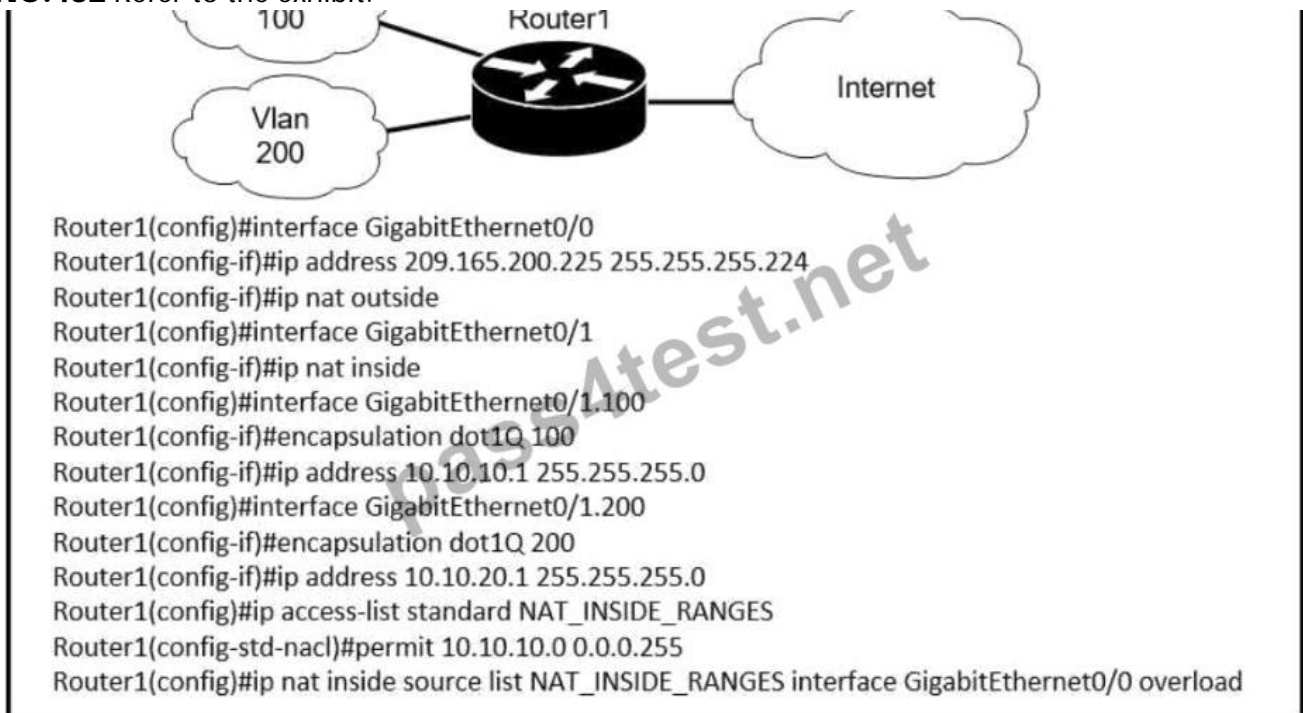 Refer to the exhibit.
100
Router1
Vlan
200
Internet
Router1(config)#interface GigabitEthernet0/0
Router1(config-if)#ip address 209.165.200.225 255.255.255.224
Router1(config-if)#ip nat outside
Router1(config)#interface GigabitEthernet0/1
Router1(config-if)#ip nat inside
Router1(config)#interface GigabitEthernet0/1.100
Router1(config-if)#encapsulation dot1Q 100
Router1(config-if)#ip address 10.10.10.1 255.255.255.0
Router1(config)#interface GigabitEthernet0/1.200
Router1(config-if)#encapsulation dot1Q 200
Router1(config-if)#ip address 10.10.20.1 255.255.255.0
Router1(config)#ip access-list standard NAT_INSIDE_RANGES
Router1(config-std-nacl)#permit 10.10.10.0 0.0.0.255
Router1(config)#ip nat inside source list NAT_INSIDE_RANGES interface GigabitEthernet0/0 overload
pass4test.net